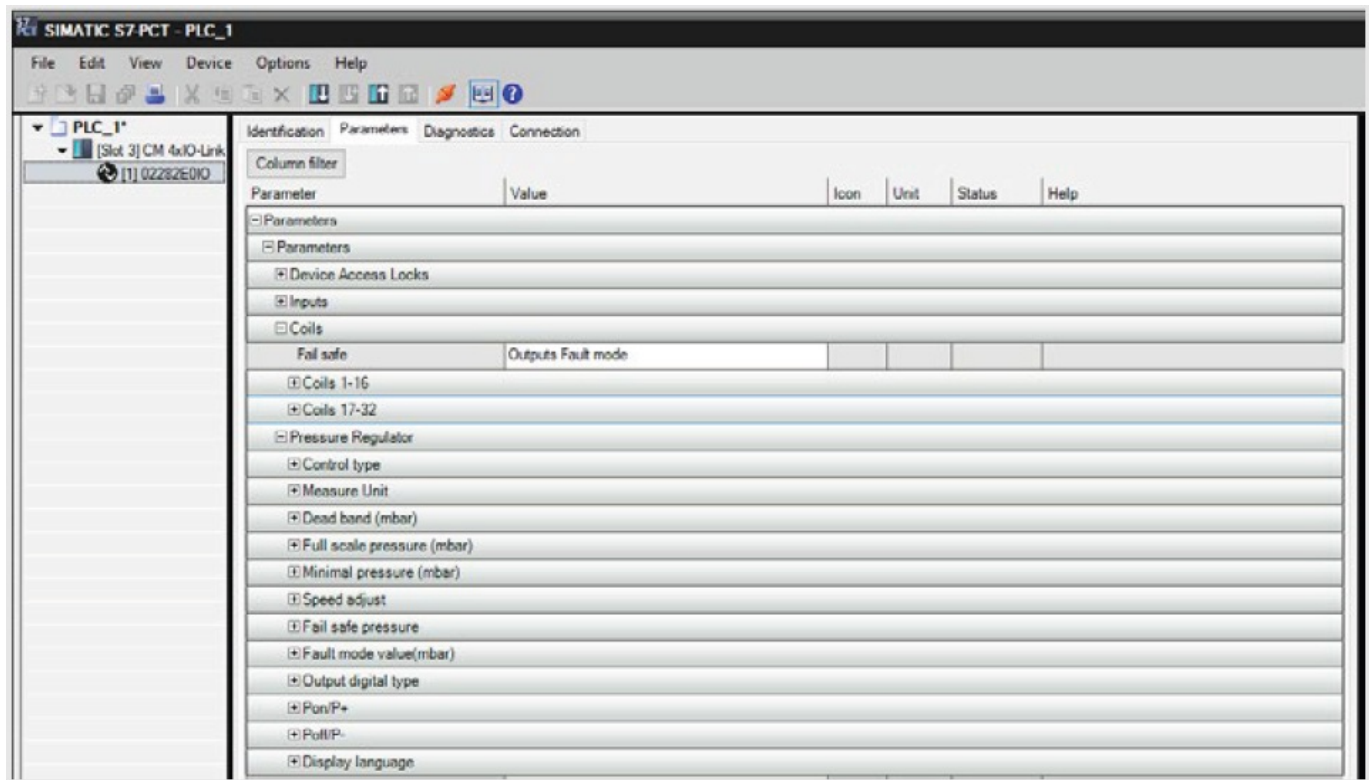 S7 PCT SIMATIC S7-PCT - PLC_1
File Edit View Device Options Help
PLC_1*
[Slot 3] CM 4xIO-Link
[1] 02282E0IO
Identification Parameters Diagnostics Connection
Column filter
Parameter Value Icon Unit Status Help
Parameters
Parameters
Device Access Locks
Inputs
Coils
Fail safe Outputs Fault mode
Coils 1-16
Coils 17-32
Pressure Regulator
Control type
Measure Unit
Dead band (mbar)
Full scale pressure (mbar)
Minimal pressure (mbar)
Speed adjust
Fail safe pressure
Fault mode value(mbar)
Output digital type
Pon/P+
Poff/P-
Display language